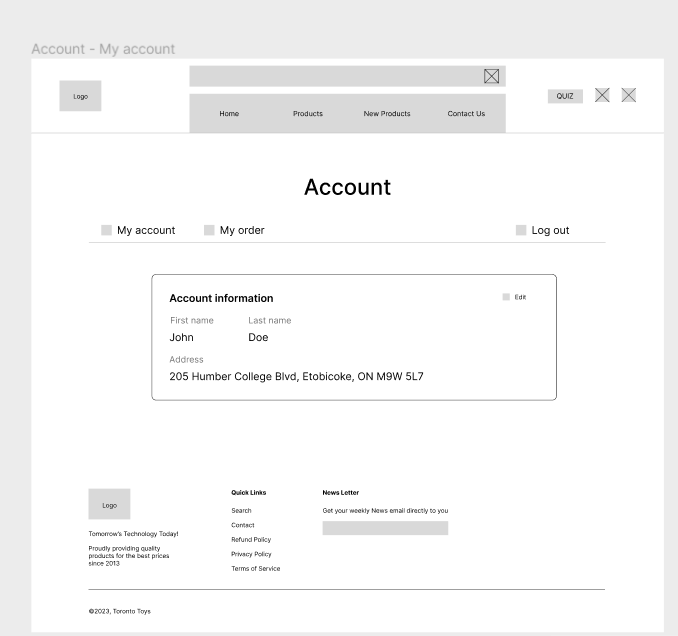 Account - My account
Logo
QUIZ
Home Products New Products Contact Us
Account
My account My order Log out
Account information
Edit
First name Last name
John Doe
Address
205 Humber College Blvd, Etobicoke, ON M9W 5L7
Logo
Tomorrow's Technology Today!
Proudly providing quality
products for the best prices
since 2013
Quick Links
Search
Contact
Refund Policy
Privacy Policy
Terms of Service
News Letter
Get your weekly News email directly to you
©2023, Toronto Toys